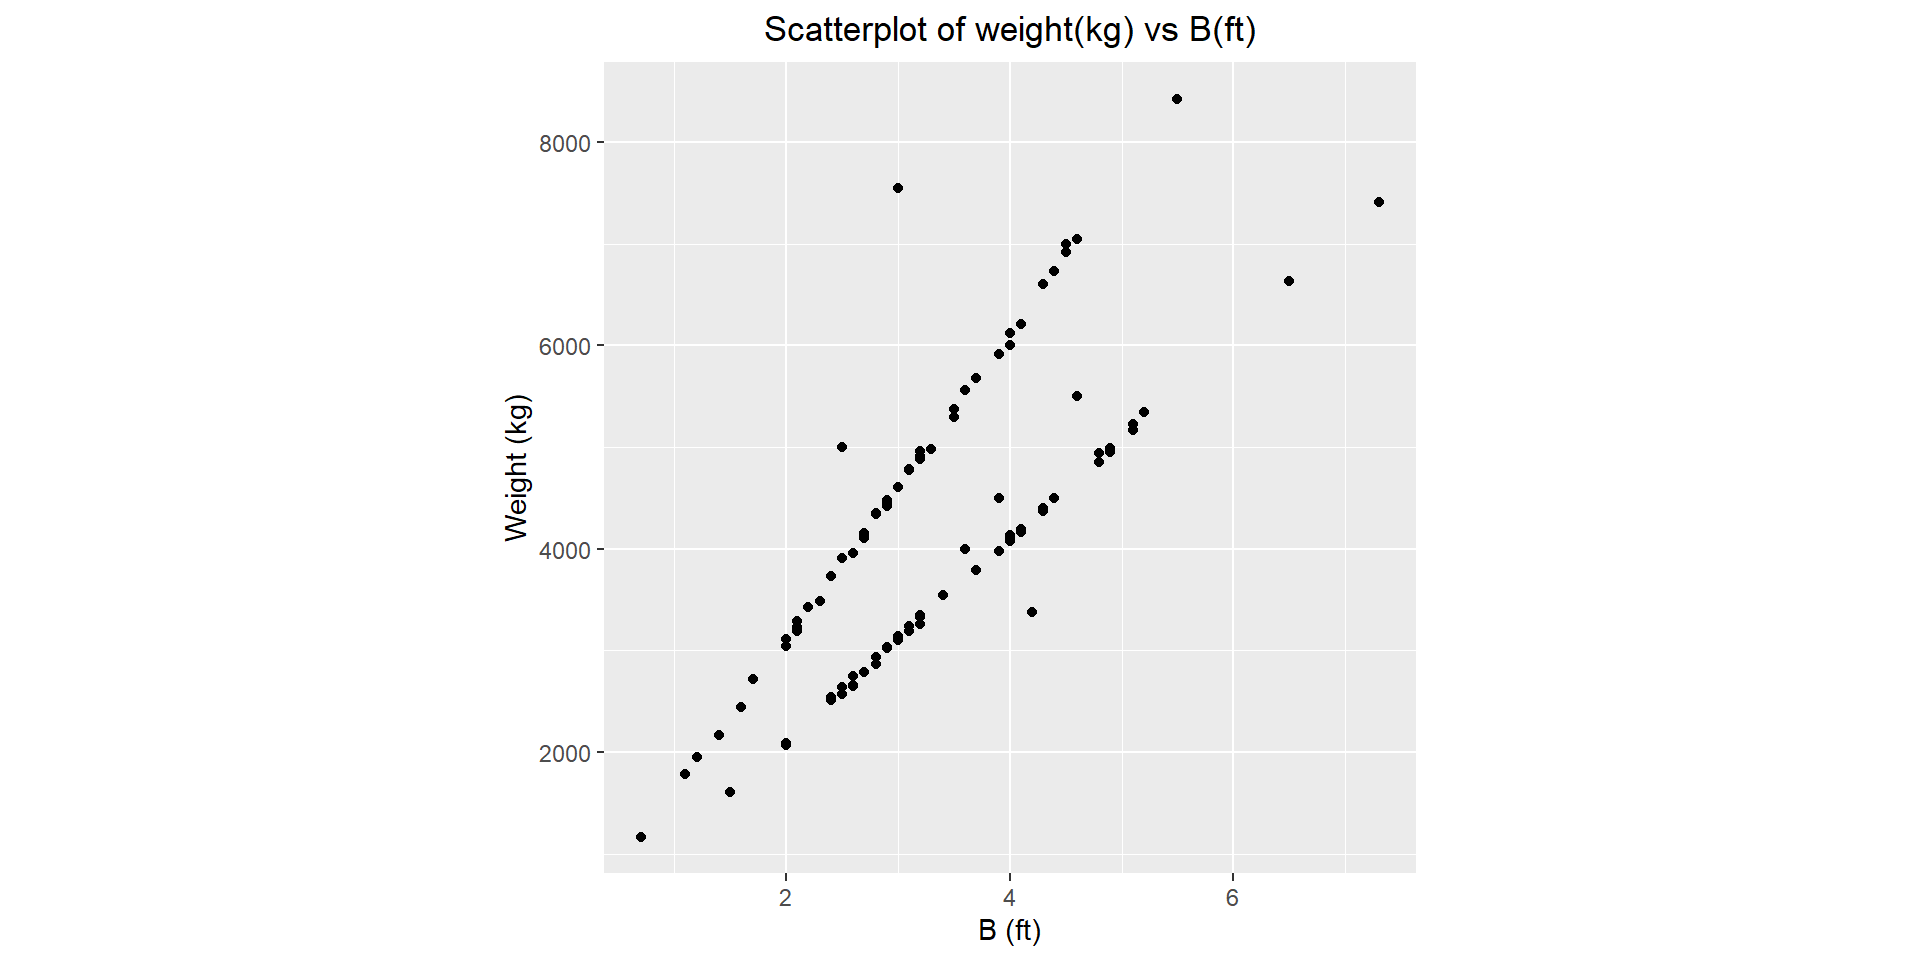 Scatterplot of weight(kg) vs B(ft)
8000
6000
4000
2000
Weight (kg)
2 4 6
B (ft)